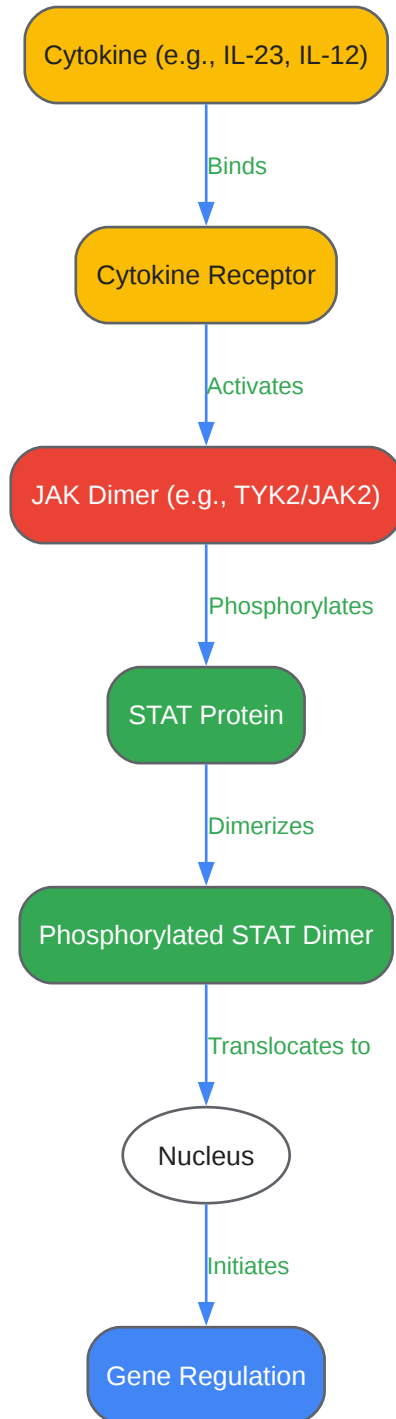 Cytokine (e.g., IL-23, IL-12)
Binds
Cytokine Receptor
Activates
JAK Dimer (e.g., TYK2/JAK2)
Phosphorylates
STAT Protein
Dimerizes
Phosphorylated STAT Dimer
Translocates to
Nucleus
Initiates
Gene Regulation